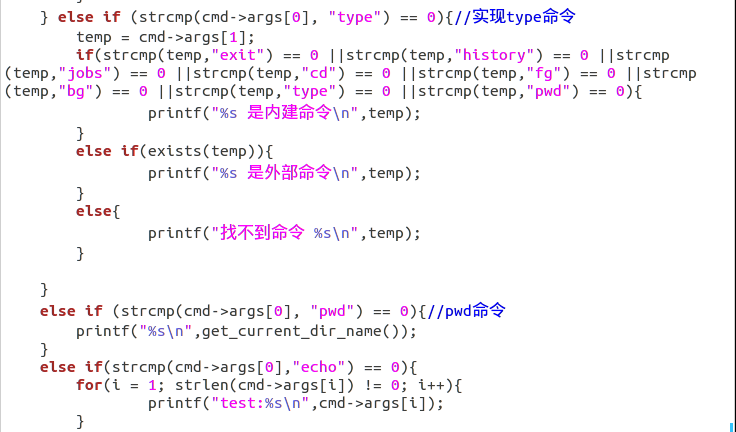 } else if (strcmp(cmd->args[0], "type") == 0){//实现type命令
temp = cmd->args[1];
if(strcmp(temp,"exit") == 0 ||strcmp(temp,"history") == 0 ||strcmp
(temp,"jobs") == 0 ||strcmp(temp,"cd") == 0 ||strcmp(temp,"fg") == 0 ||strcmp
(temp,"bg") == 0 ||strcmp(temp,"type") == 0 ||strcmp(temp,"pwd") == 0){
printf("%s 是内建命令\n",temp);
}
else if(exists(temp)){
printf("%s 是外部命令\n",temp);
}
else{
printf("找不到命令 %s\n",temp);
}
}
else if (strcmp(cmd->args[0], "pwd") == 0){//pwd命令
printf("%s\n",get_current_dir_name());
}
else if(strcmp(cmd->args[0],"echo") == 0){
for(i = 1; strlen(cmd->args[i]) != 0; i++){
printf("test:%s\n",cmd->args[i]);
}